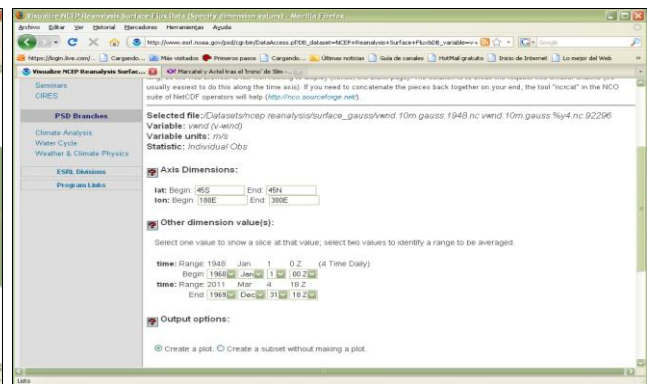 Visualize NCEP Reanalysis Surface Flux Data (Specify dimension values) - Mozilla Firefox
Archivo Editar Ver Historial Marcadores Herramientas Ayuda
http://www.esrl.noaa.gov/psd/cgi-bin/DataAccess.pl?DB_dataset=NCEP+Reanalysis+Surface+Flux&DB_variable=v
Google
https://login.live.com/... Cargando... Más visitados Primeros pasos Cargando... Últimas noticias Guía de canales HotMail gratuito Inicio de Internet Lo mejor del Web
Visualize NCEP Reanalysis Surfac...
usually easiest to do this along the time axis). If you need to concatenate the pieces back together on your end, the tool "ncrcat" in the NCO
suite of NetCDF operators will help (http://nco.sourceforge.net/).
Seminars
CIRES
PSD Branches
Climate Analysis
Water Cycle
Weather & Climate Physics
ESRL Divisions
Program Links
Selected file:/Datasets/ncep.reanalysis/surface_gauss/vwnd.10m.gauss.1948.nc vwnd.10m.gauss.%y4.nc 92296
Variable: vwnd (v-wind)
Variable units: m/s
Statistic: Individual Obs
Axis Dimensions:
lat: Begin: 45S End: 45N
lon: Begin: 180E End: 300E
Other dimension value(s):
Select one value to show a slice at that value; select two values to identify a range to be averaged.
time: Range: 1948 Jan 1 0 Z (4 Time Daily)
Begin: 1968 Jan 1 00 Z
time: Range: 2011 Mar 4 18 Z
End: 1969 Dec 31 18 Z
Output options:
Create a plot. Create a subset without making a plot.
Listo